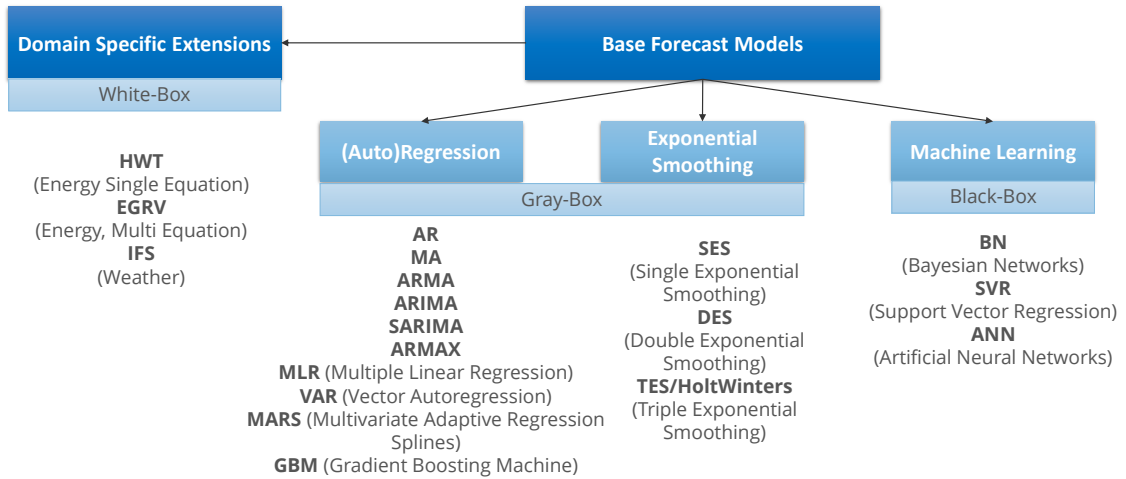 Domain Specific Extensions
White-Box
HWT
(Energy Single Equation)
EGRV
(Energy, Multi Equation)
IFS
(Weather)
Base Forecast Models
(Auto)Regression
Exponential
Smoothing
Gray-Box
AR
MA
ARMA
ARIMA
SARIMA
ARMAX
MLR (Multiple Linear Regression)
VAR (Vector Autoregression)
MARS (Multivariate Adaptive Regression
Splines)
GBM (Gradient Boosting Machine)
SES
(Single Exponential
Smoothing)
DES
(Double Exponential
Smoothing)
TES/HoltWinters
(Triple Exponential
Smoothing)
Machine Learning
Black-Box
BN
(Bayesian Networks)
SVR
(Support Vector Regression)
ANN
(Artificial Neural Networks)